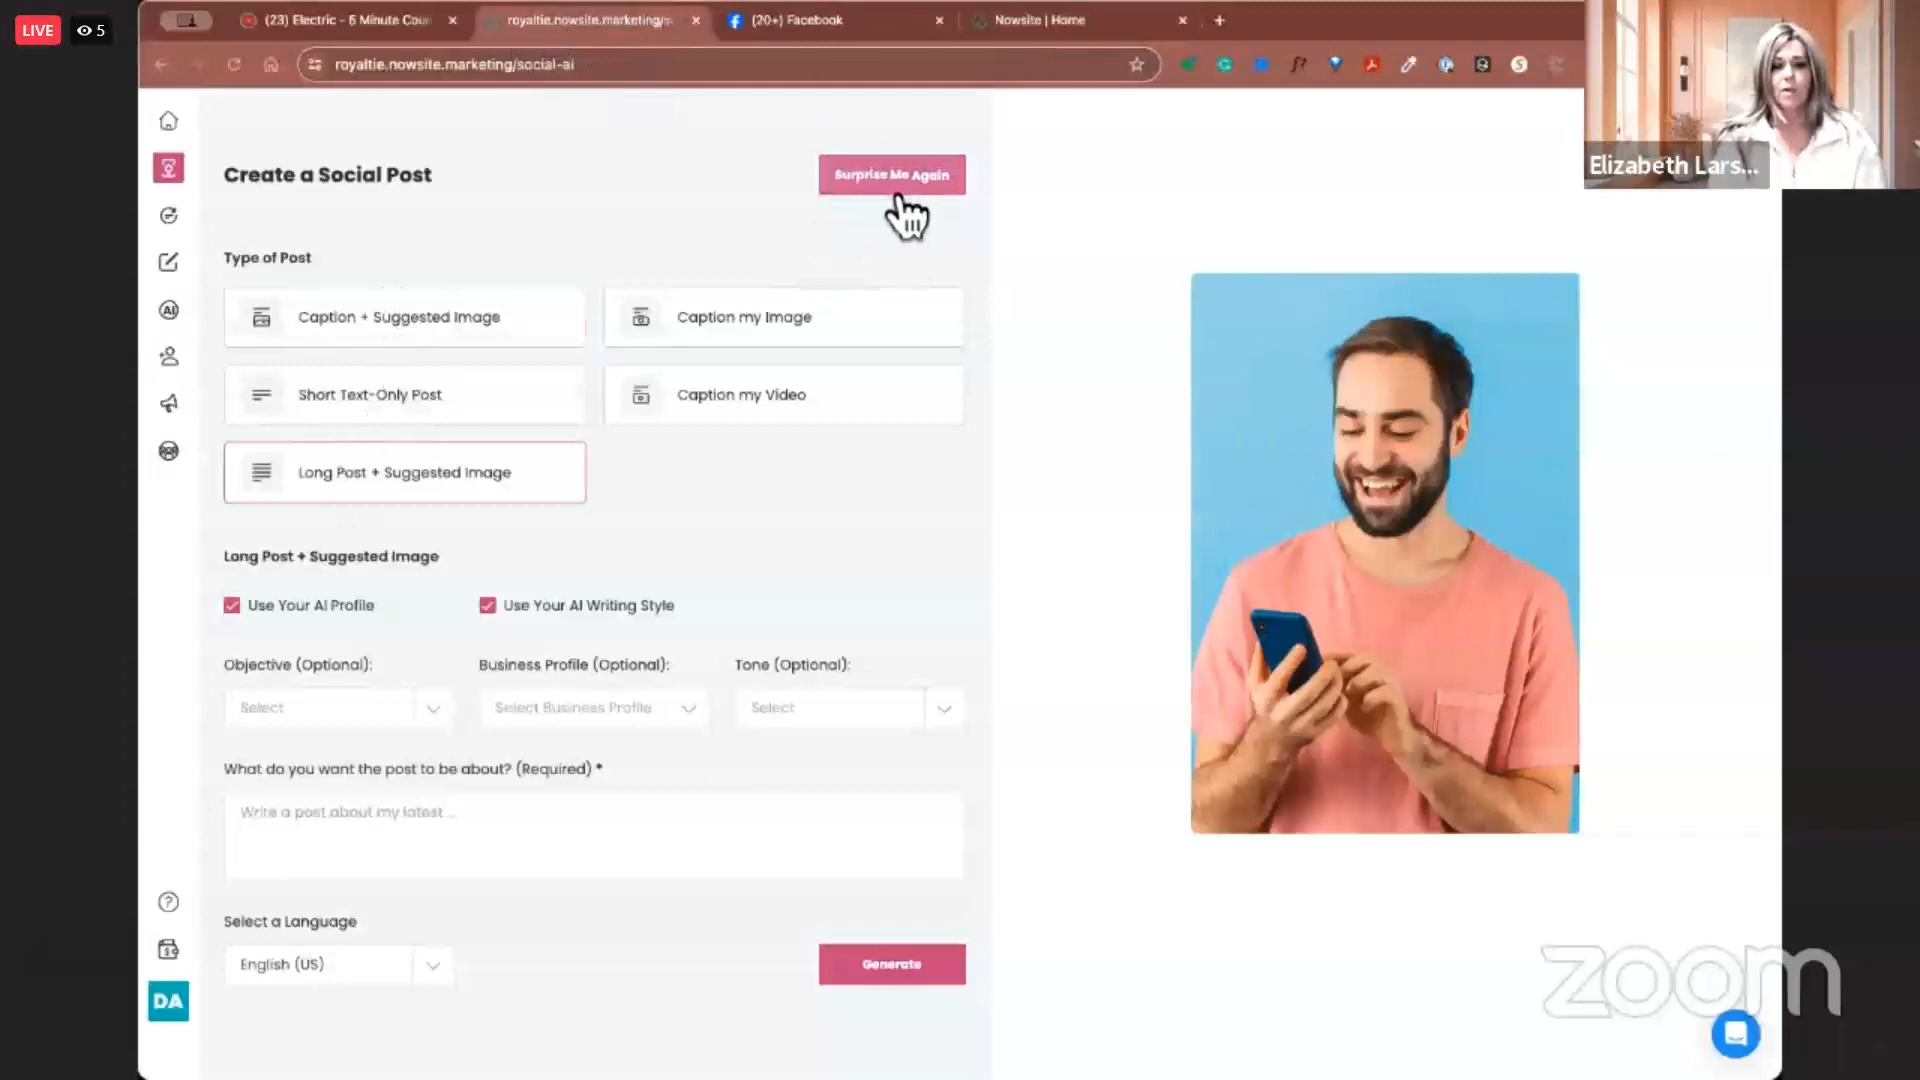 LIVE
5
(23) Electric - 5 Minute Coun
royaltie.nowsite.marketing/s
(20+) Facebook
Nowsite | Home
royaltie.nowsite.marketing/social-ai
Elizabeth Lars...
Create a Social Post
Surprise Me Again
Type of Post
Caption + Suggested Image
Caption my Image
Short Text-Only Post
Caption my Video
Long Post + Suggested Image
Long Post + Suggested Image
Use Your AI Profile
Use Your AI Writing Style
Objective (Optional):
Business Profile (Optional):
Tone (Optional):
Select
Select Business Profile
Select
What do you want the post to be about? (Required) *
Write a post about my latest ...
Select a Language
English (US)
Generate
AI
DA
zoom